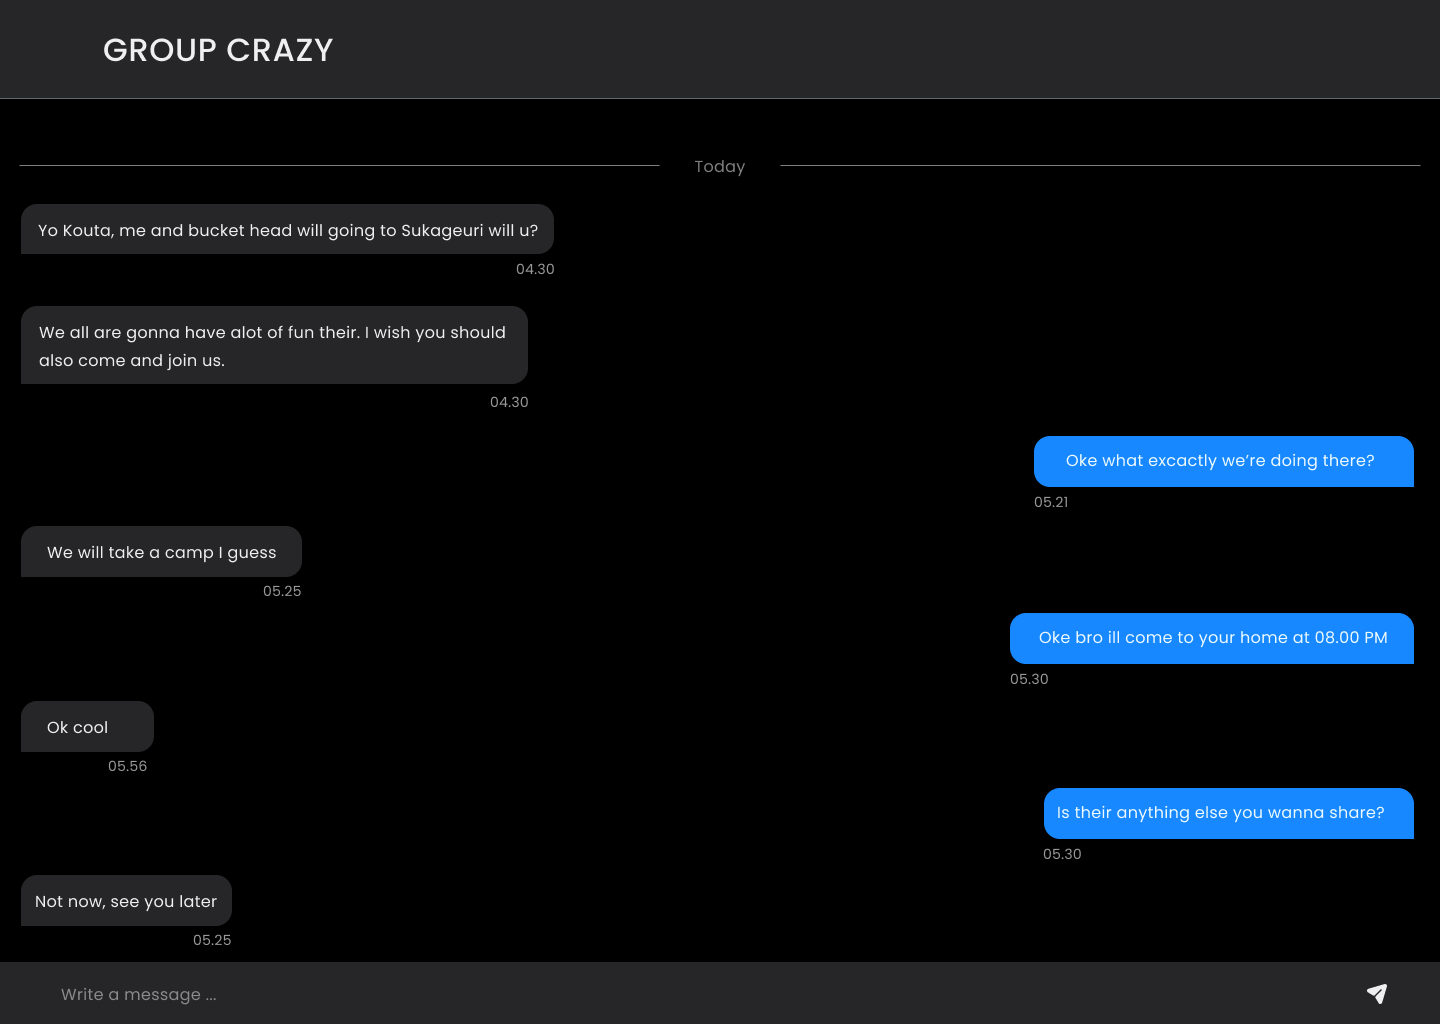 GROUP CRAZY
Today
Yo Kouta, me and bucket head will going to Sukageuri will u?
04.30
We all are gonna have alot of fun their. I wish you should
also come and join us.
04.30
Oke what excactly we’re doing there?
05.21
We will take a camp I guess
05.25
Oke bro ill come to your home at 08.00 PM
05.30
Ok cool
05.56
Is their anything else you wanna share?
05.30
Not now, see you later
05.25
Write a message ...